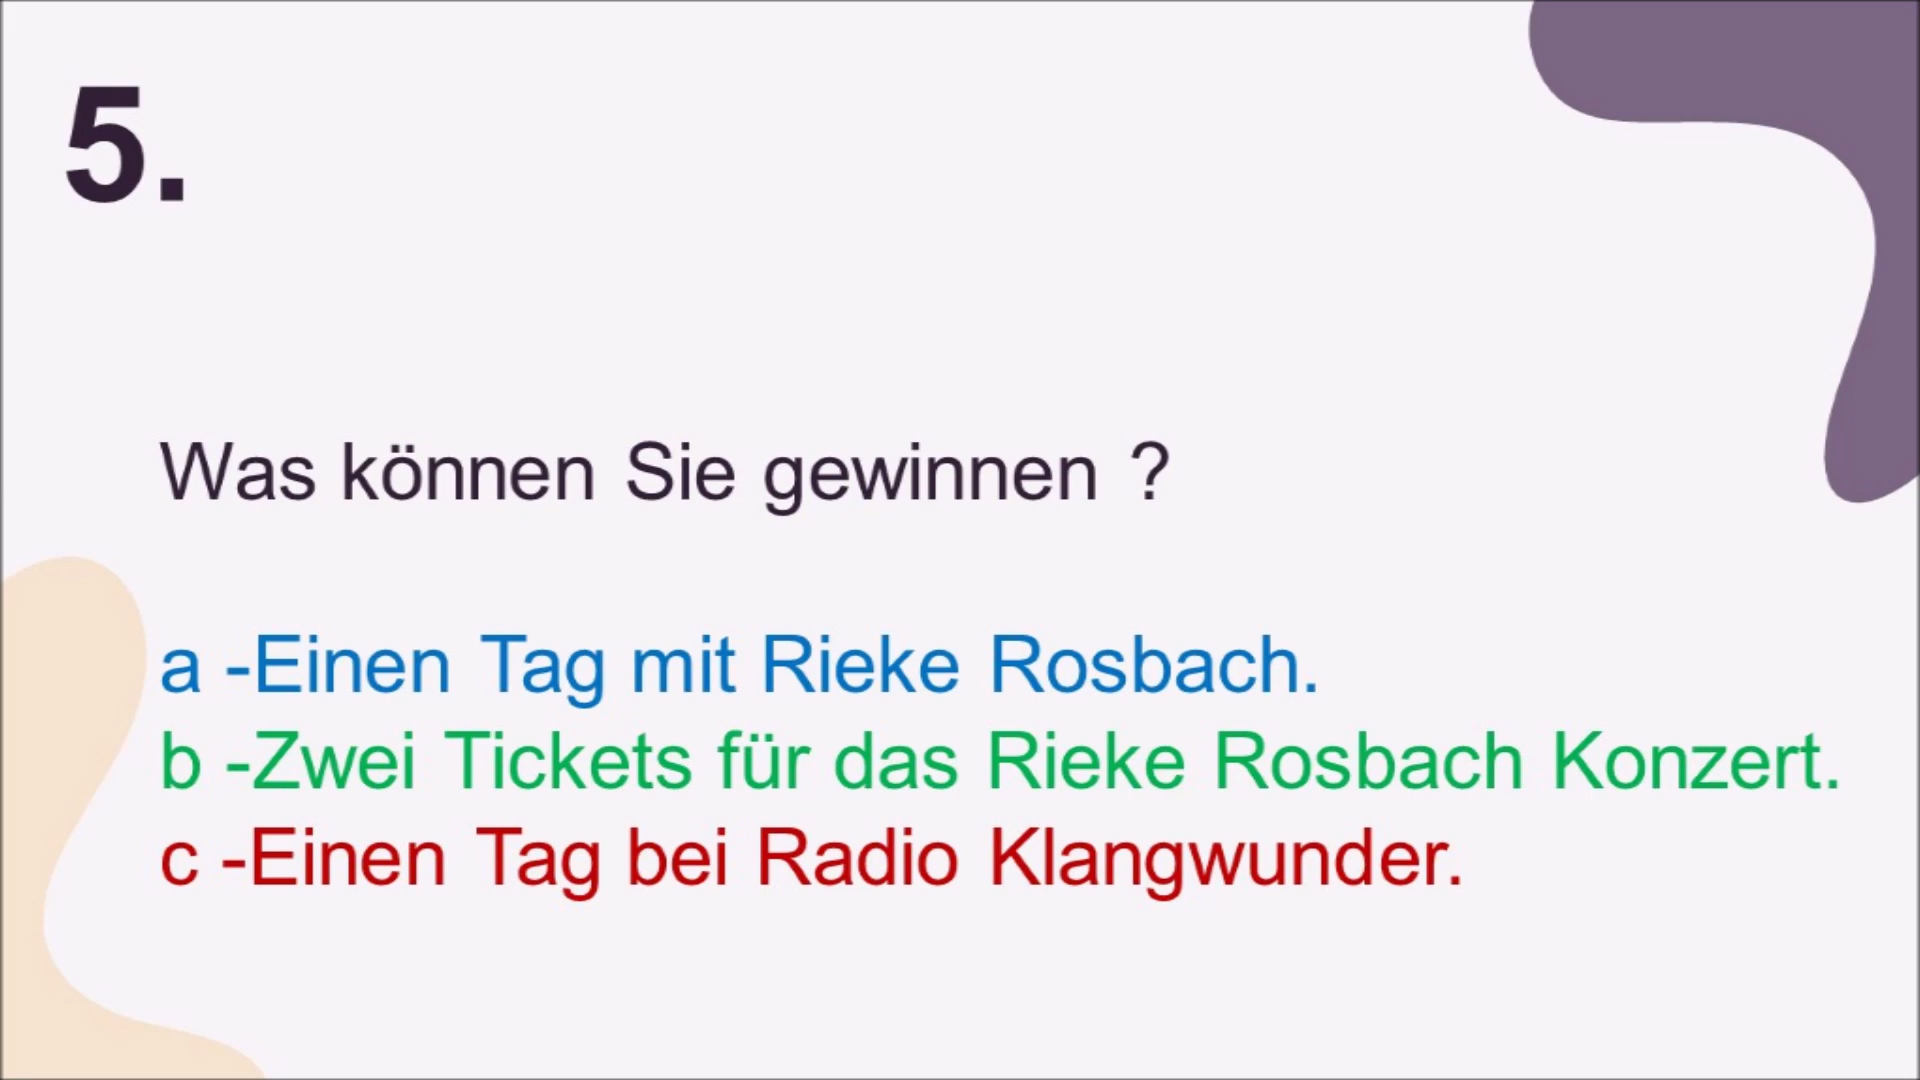 5.
Was können Sie gewinnen ?
a -Einen Tag mit Rieke Rosbach.
b -Zwei Tickets für das Rieke Rosbach Konzert.
c -Einen Tag bei Radio Klangwunder.